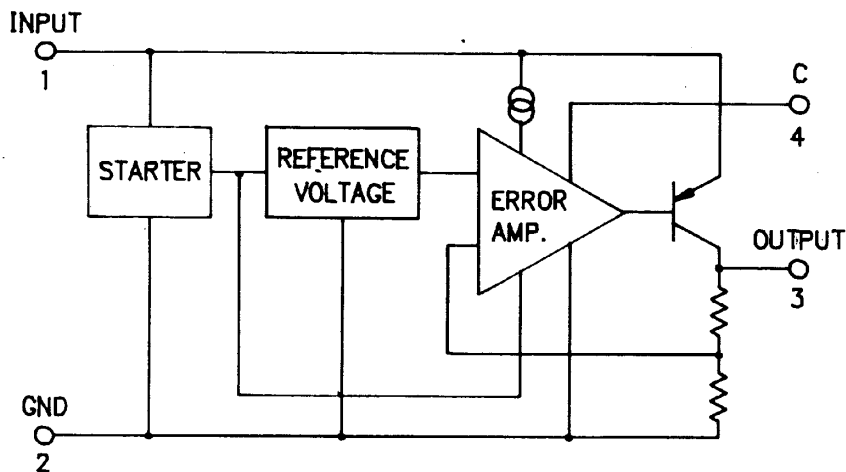 INPUT
1
C
4
STARTER
REFERENCE
VOLTAGE
ERROR
AMP.
OUTPUT
3
GND
2